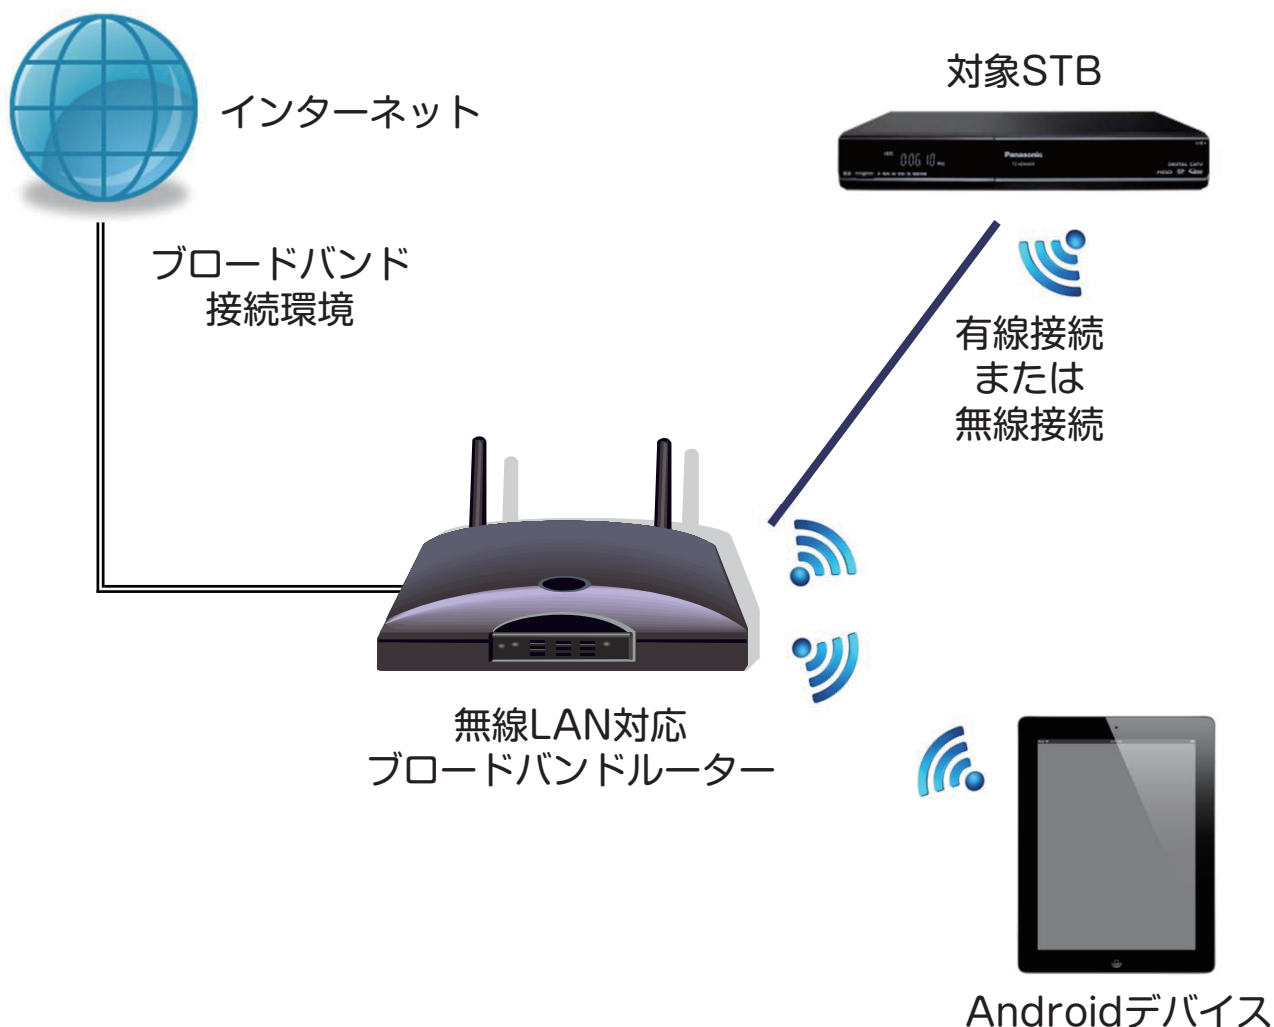 インターネット
対象STB
Panasonic
ブロードバンド
接続環境
有線接続
または
無線接続
無線LAN対応
ブロードバンドルーター
Androidデバイス